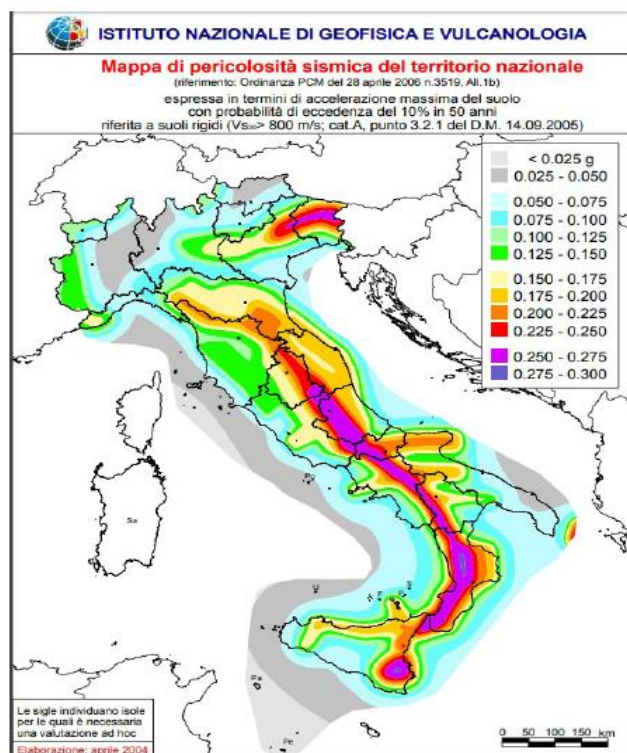 ISTITUTO NAZIONALE DI GEOFISICA E VULCANOLOGIA
Mappa di pericolosità sismica del territorio nazionale
(riferimento: Ordinanza PCM del 28 aprile 2006 n.3519, All.1b)
espressa in termini di accelerazione massima del suolo
con probabilità di eccedenza del 10% in 50 anni
riferita a suoli rigidi (Vs₃₀> 800 m/s; cat.A, punto 3.2.1 del D.M. 14.09.2005)
< 0.025 g
0.025 - 0.050
0.050 - 0.075
0.075 - 0.100
0.100 - 0.125
0.125 - 0.150
0.150 - 0.175
0.175 - 0.200
0.200 - 0.225
0.225 - 0.250
0.250 - 0.275
0.275 - 0.300
Sa
Pa
Pe
Le sigle individuano isole
per le quali è necessaria
una valutazione ad hoc
Elaborazione: aprile 2004
0 50 100 150 km